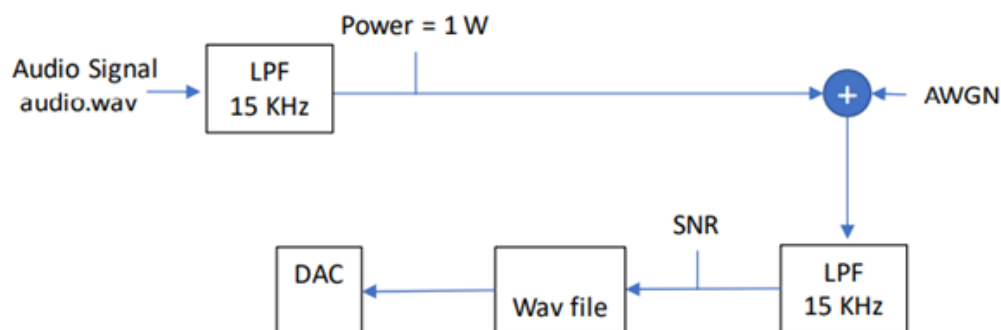 Power = 1 W
Audio Signal
audio.wav
LPF
15 KHz
+
AWGN
SNR
DAC
Wav file
LPF
15 KHz